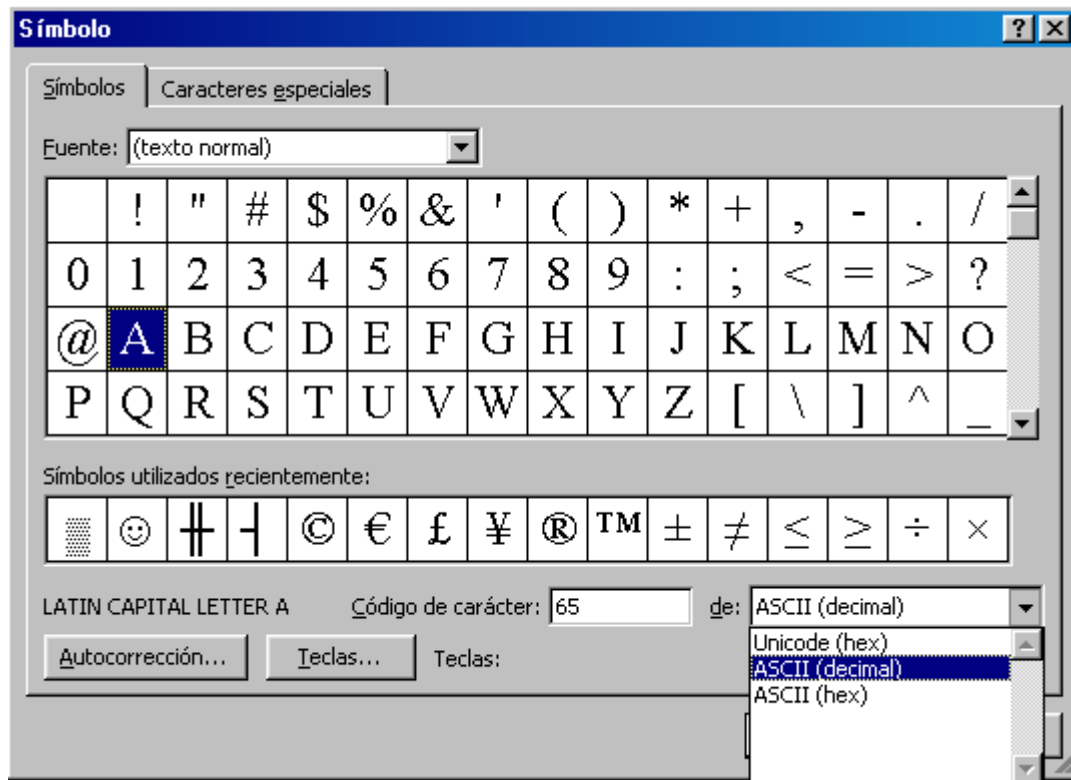 Símbolo
Símbolos Caracteres especiales
Fuente: (texto normal)
! " # $ % & ' ( ) * + , - . /
0 1 2 3 4 5 6 7 8 9 : ; < = > ?
@ A B C D E F G H I J K L M N O
P Q R S T U V W X Y Z [ \ ] ^ _
Símbolos utilizados recientemente:
▒ ☺ ╫ ┤ © € £ ¥ ® ™ ± ≠ ≤ ≥ ÷ ×
LATIN CAPITAL LETTER A Código de carácter: 65 de: ASCII (decimal)
Unicode (hex)
ASCII (decimal)
ASCII (hex)
Autocorrección... Teclas... Teclas: